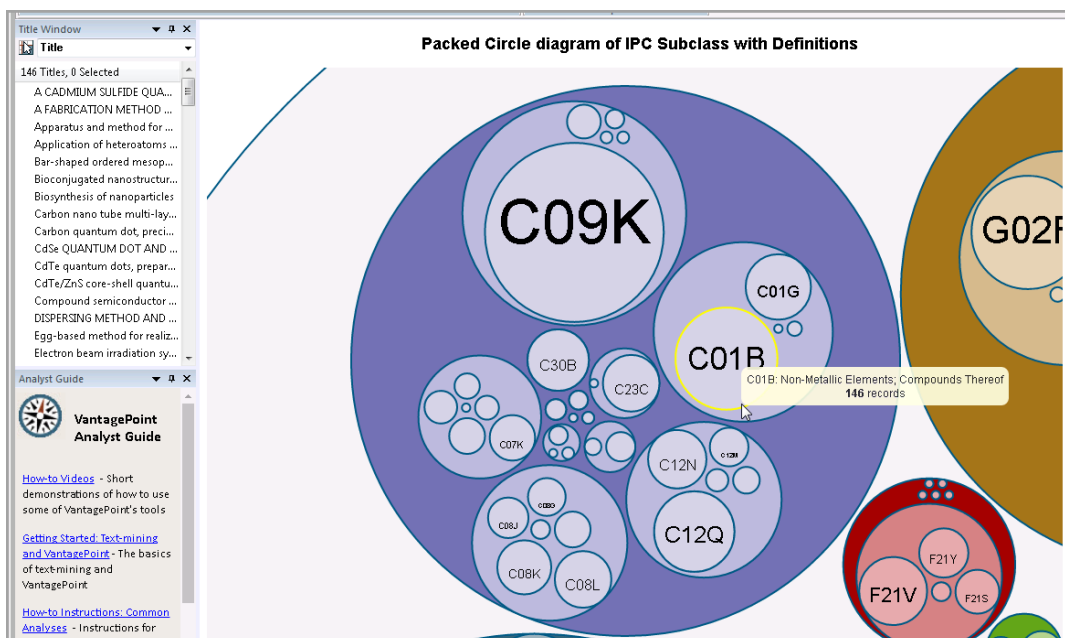 Title Window
Title
146 Titles, 0 Selected
A CADMIUM SULFIDE QUA...
A FABRICATION METHOD ...
Apparatus and method for ...
Application of heteroatoms ...
Bar-shaped ordered mesop...
Bioconjugated nanostructur...
Biosynthesis of nanoparticles
Carbon nano tube multi-lay...
Carbon quantum dot, preci...
CdSe QUANTUM DOT AND ...
CdTe quantum dots, prepar...
CdTe/ZnS core-shell quantu...
Compound semiconductor ...
DISPERSING METHOD AND ...
Egg-based method for realiz...
Electron beam irradiation sy...
Analyst Guide
VantagePoint
Analyst Guide
How-to Videos - Short
demonstrations of how to use
some of VantagePoint's tools
Getting Started: Text-mining
and VantagePoint - The basics
of text-mining and
VantagePoint
How-to Instructions: Common
Analyses - Instructions for
Packed Circle diagram of IPC Subclass with Definitions
C09K
G02F
C01G
C01B
C01B: Non-Metallic Elements; Compounds Thereof
146 records
C30B
C23C
C07K
C12N
C12M
C12Q
C08G
C08J
C08K
C08L
F21Y
F21V
F21S